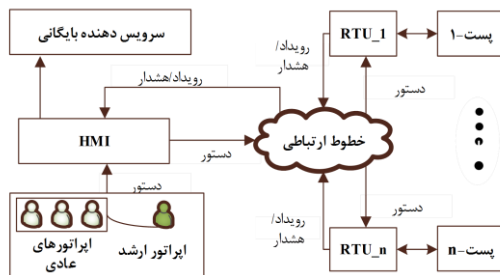 سرویس دهنده بایگانی
رویداد/
هشدار
RTU_1
پست-۱
رویداد/هشدار
دستور
HMI
دستور
خطوط ارتباطی
دستور
اپراتورهای
عادی
اپراتور ارشد
رویداد/
هشدار
دستور
RTU_n
پست-n